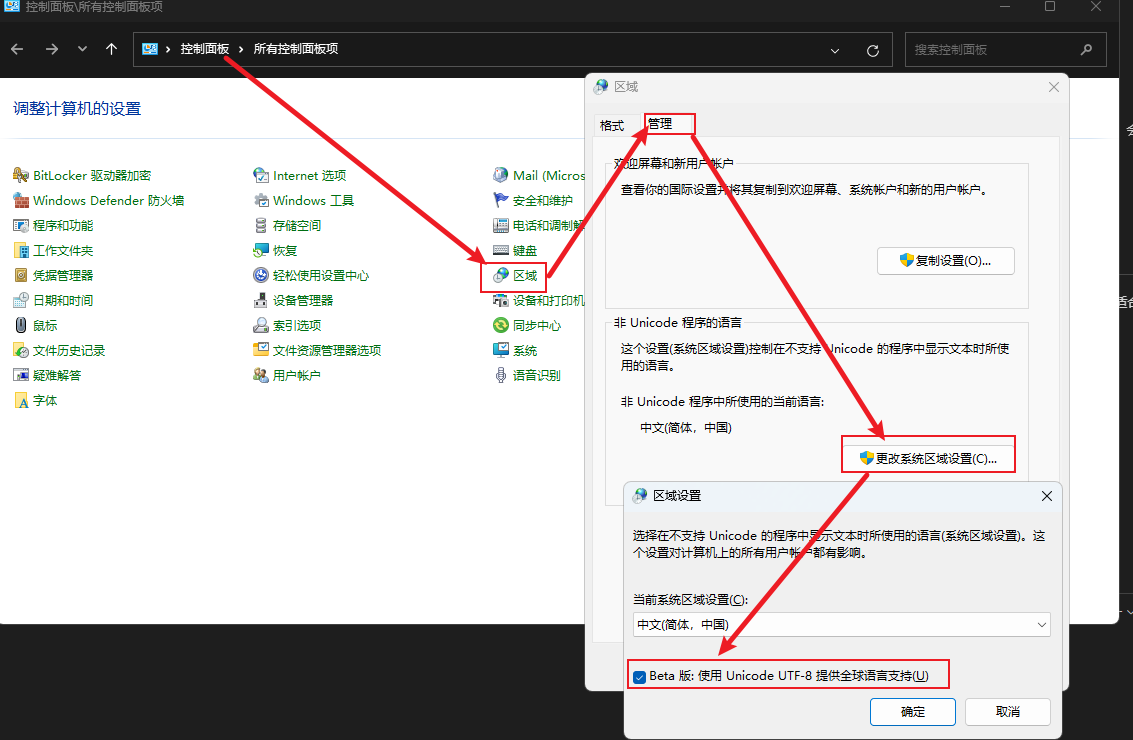 控制面板\所有控制面板项
控制面板 › 所有控制面板项
搜索控制面板
调整计算机的设置
BitLocker 驱动器加密
Internet 选项
Mail (Micros
Windows Defender 防火墙
Windows 工具
安全和维护
程序和功能
存储空间
电话和调制解
工作文件夹
恢复
键盘
凭据管理器
轻松使用设置中心
区域
日期和时间
设备管理器
设备和打印机
鼠标
索引选项
同步中心
文件历史记录
文件资源管理器选项
系统
疑难解答
用户帐户
语音识别
字体
区域
格式
管理
欢迎屏幕和新用户帐户
查看你的国际设置并将其复制到欢迎屏幕、系统帐户和新的用户帐户。
复制设置(O)...
非 Unicode 程序的语言
这个设置(系统区域设置)控制在不支持 Unicode 的程序中显示文本时所使
用的语言。
非 Unicode 程序中所使用的当前语言:
中文(简体，中国)
更改系统区域设置(C)...
区域设置
选择在不支持 Unicode 的程序中显示文本时所使用的语言(系统区域设置)。这
个设置对计算机上的所有用户帐户都有影响。
当前系统区域设置(C):
中文(简体，中国)
Beta 版: 使用 Unicode UTF-8 提供全球语言支持(U)
确定
取消